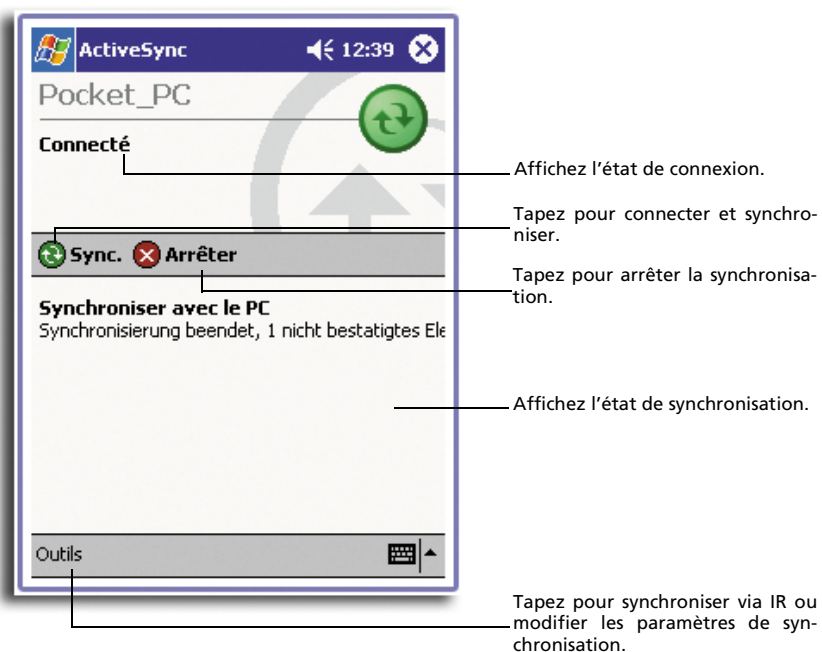 ActiveSync 12:39
Pocket_PC
Connecté
Affichez l'état de connexion.
Tapez pour connecter et synchro-
niser.
Sync. Arrêter
Tapez pour arrêter la synchronisa-
tion.
Synchroniser avec le PC
Synchronisierung beendet, 1 nicht bestatigtes Ele
Affichez l'état de synchronisation.
Outils
Tapez pour synchroniser via IR ou
modifier les paramètres de syn-
chronisation.